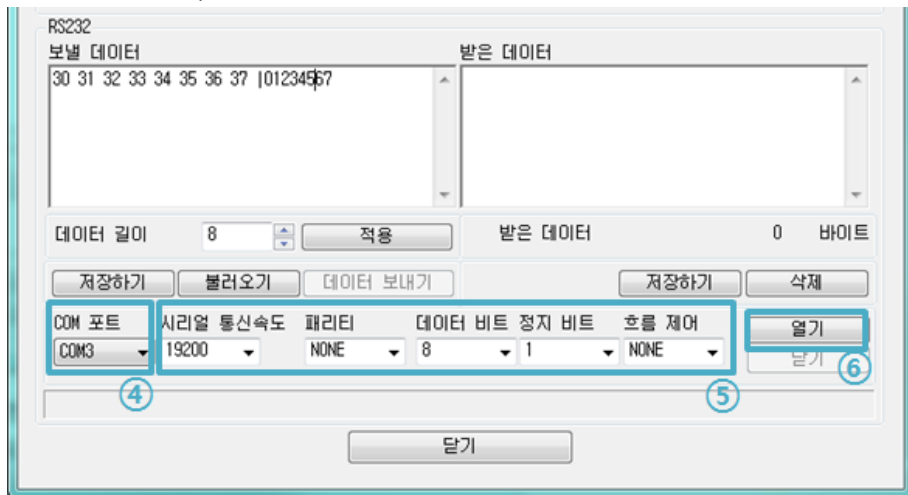 RS232
보낼 데이터 받은 데이터
30 31 32 33 34 35 36 37 |01234567
데이터 길이 8 적용 받은 데이터 0 바이트
저장하기 불러오기 데이터 보내기 저장하기 삭제
COM 포트 시리얼 통신속도 패리티 데이터 비트 정지 비트 흐름 제어 열기
COM3 19200 NONE 8 1 NONE 닫기
④ ⑤ ⑥
닫기